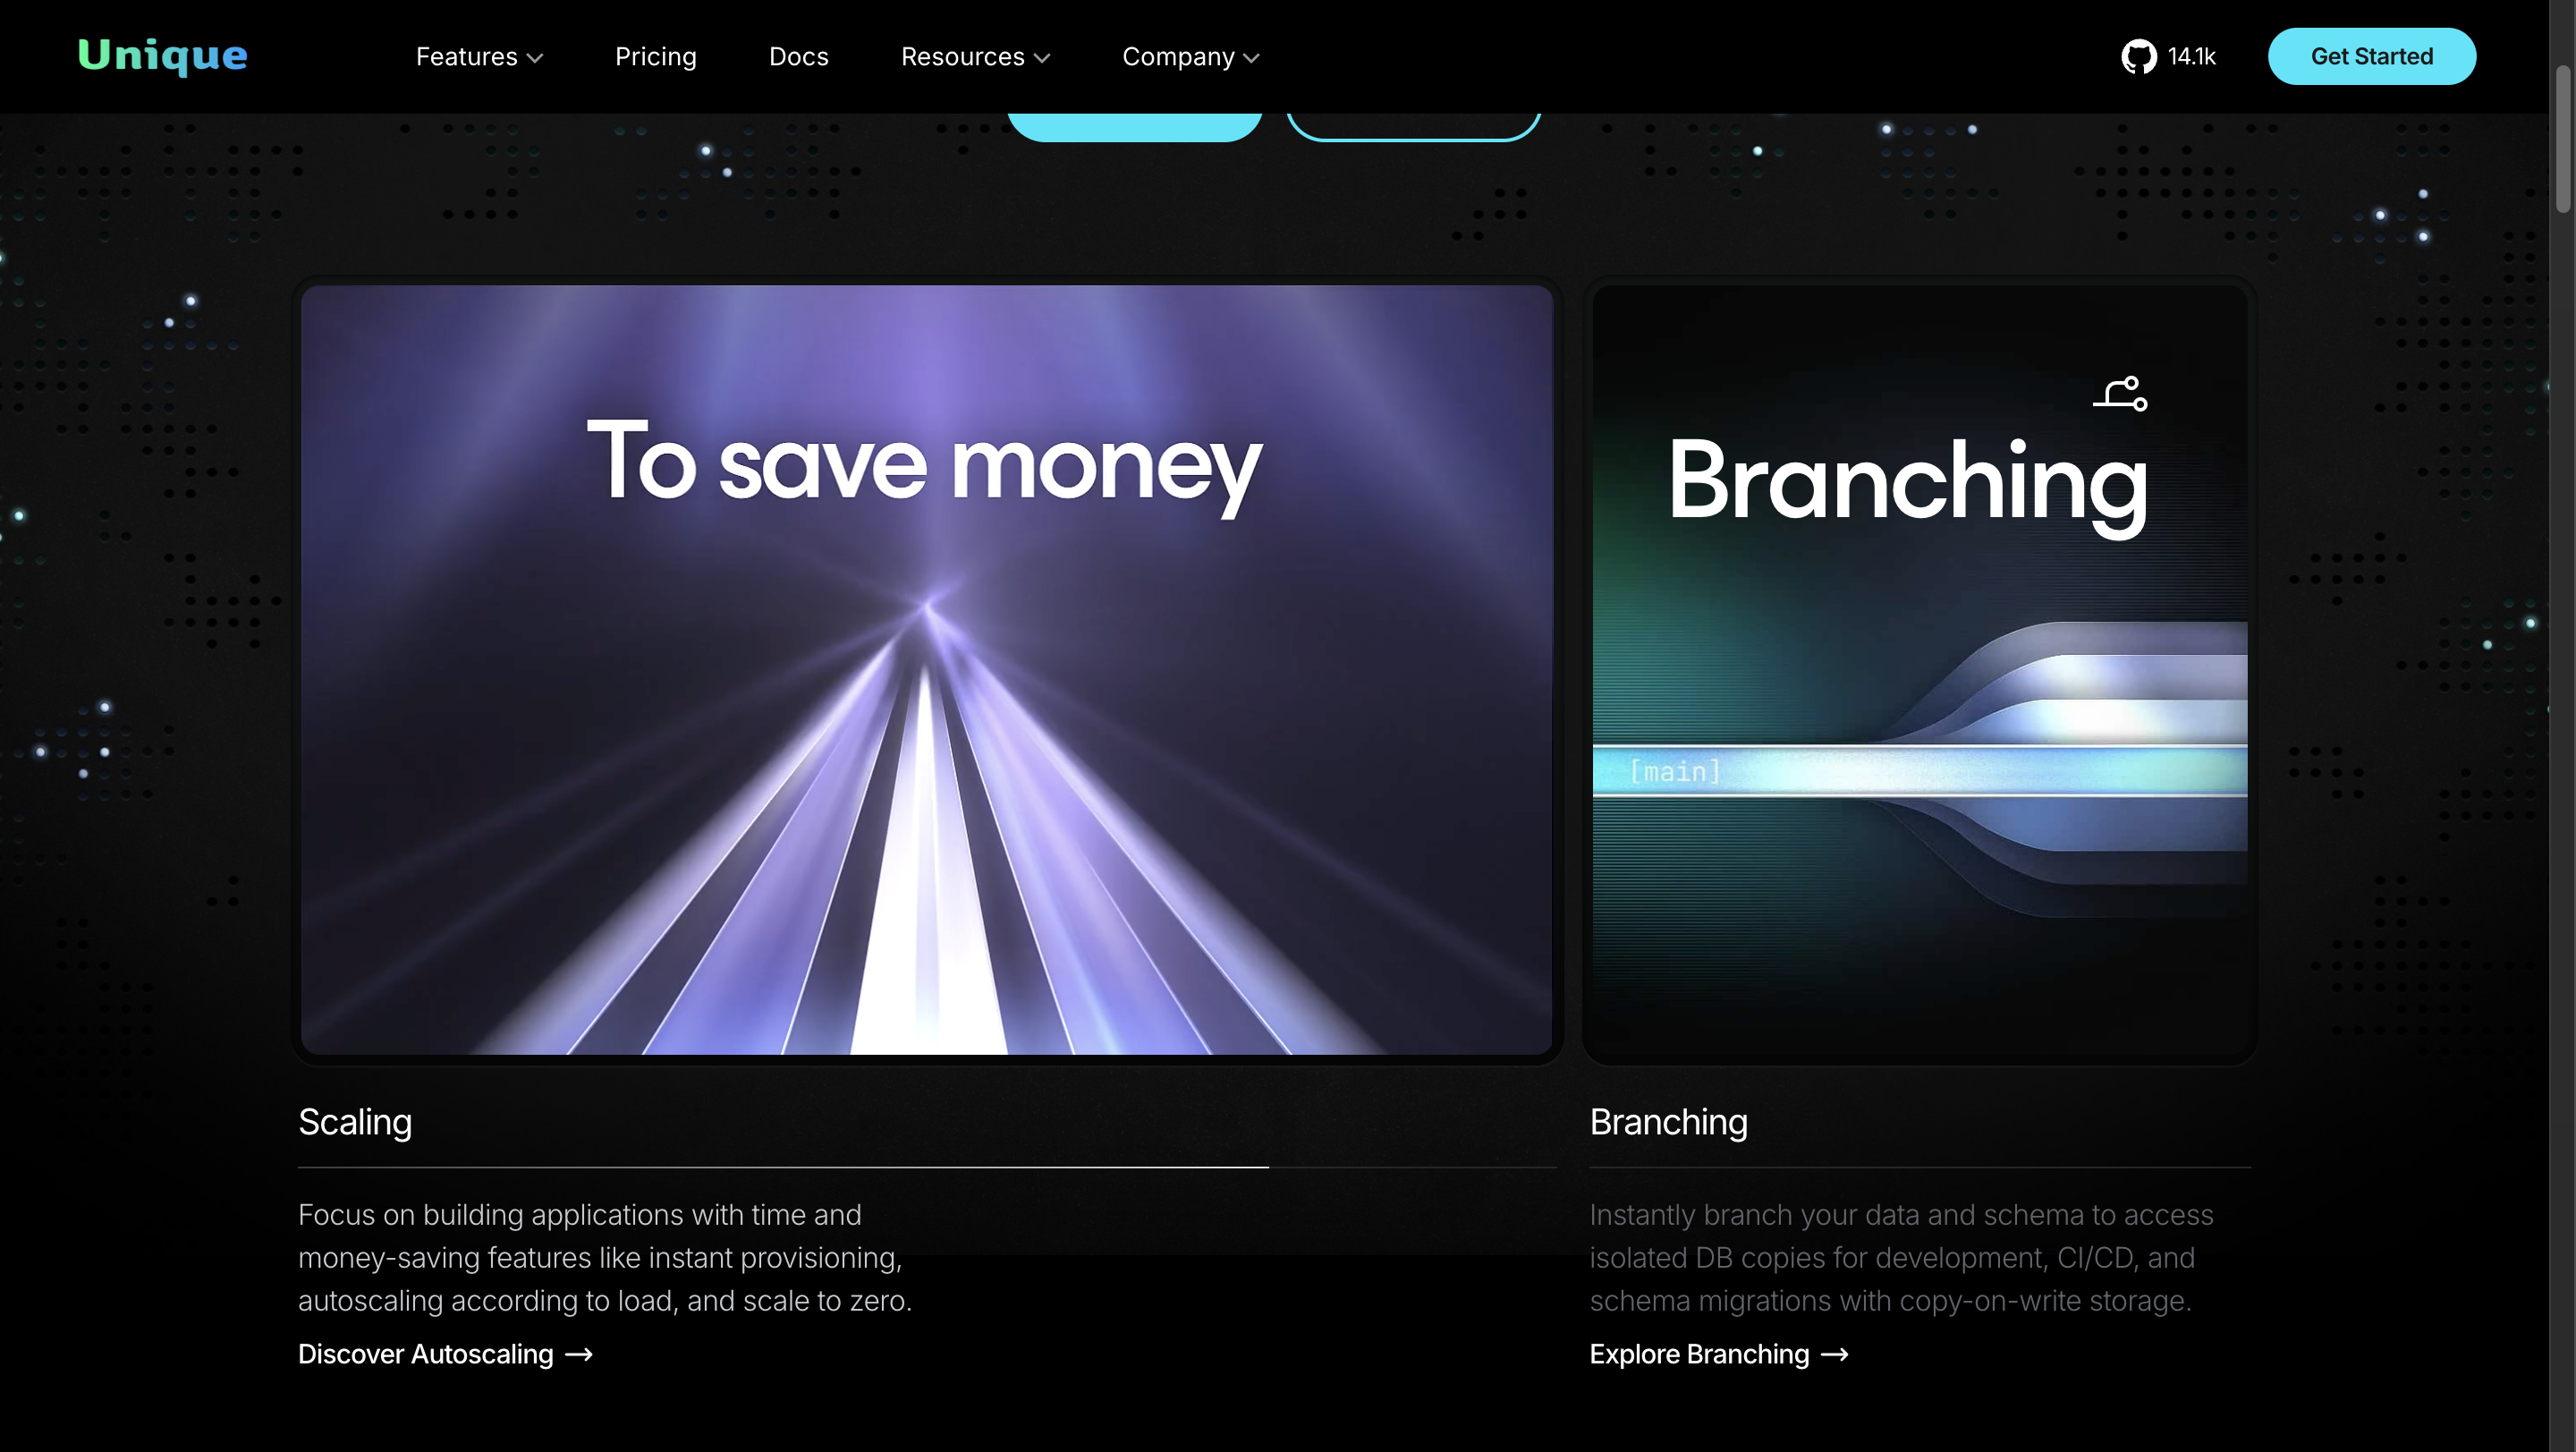 Unique
Features
Pricing
Docs
Resources
Company
14.1k
Get Started
To save money
Branching
[main]
Scaling
Focus on building applications with time and
money-saving features like instant provisioning,
autoscaling according to load, and scale to zero.
Discover Autoscaling →
Branching
Instantly branch your data and schema to access
isolated DB copies for development, CI/CD, and
schema migrations with copy-on-write storage.
Explore Branching →